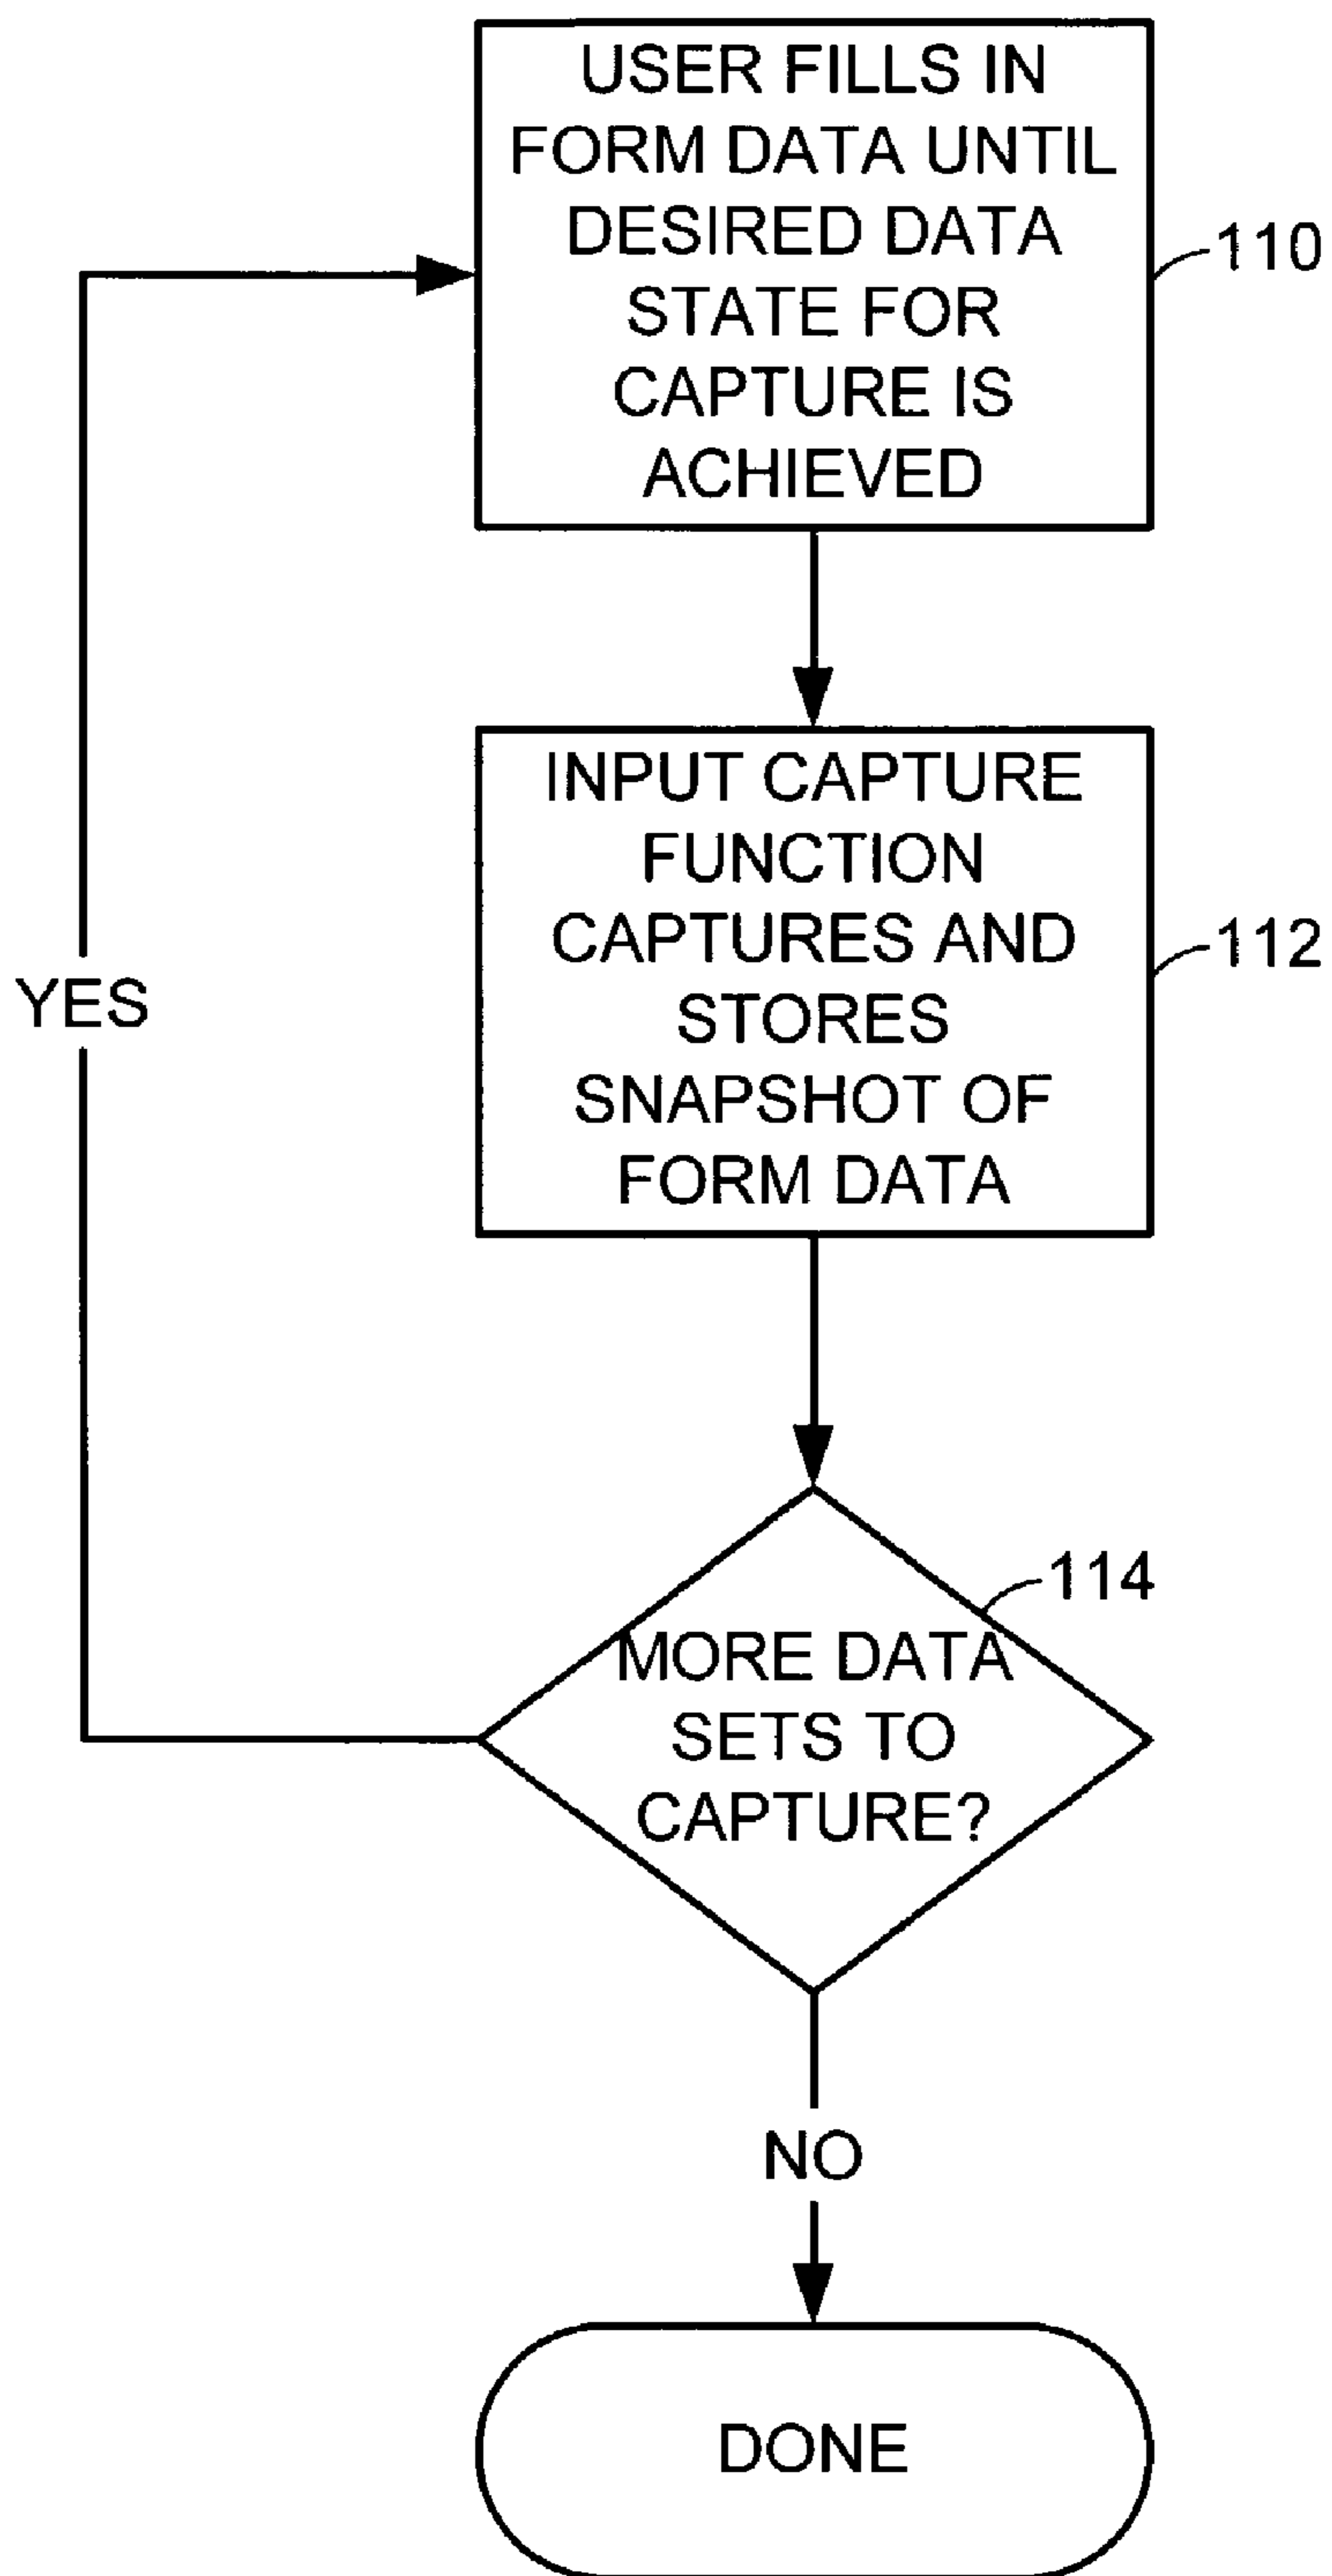 USER FILLS IN
FORM DATA UNTIL
DESIRED DATA
STATE FOR
CAPTURE IS
ACHIEVED
110
INPUT CAPTURE
FUNCTION
CAPTURES AND
STORES
SNAPSHOT OF
FORM DATA
112
YES
114
MORE DATA
SETS TO
CAPTURE?
NO
DONE